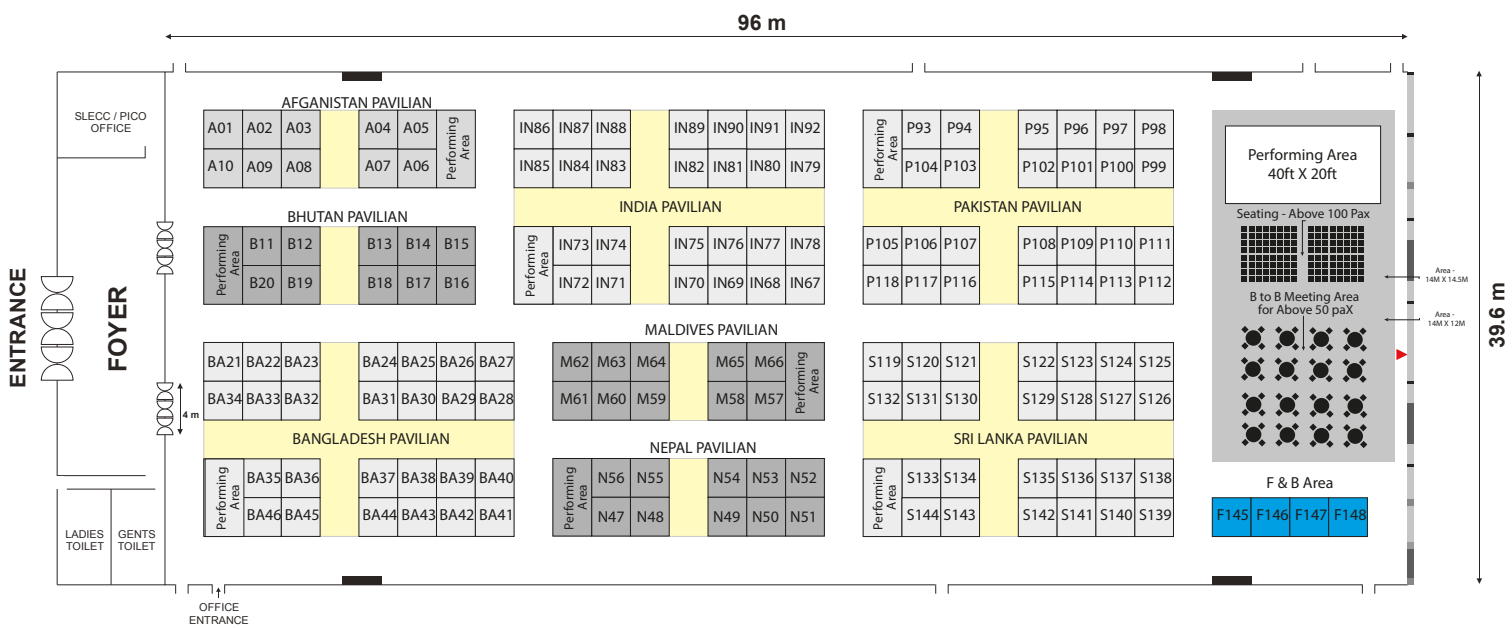 96 m
39.6 m
ENTRANCE
FOYER
SLECC / PICO
OFFICE
LADIES
TOILET
GENTS
TOILET
4 m
OFFICE
ENTRANCE
AFGANISTAN PAVILIAN
A01 A02 A03 A04 A05
A10 A09 A08 A07 A06
Performing
Area
BHUTAN PAVILIAN
Performing
Area
B11 B12 B13 B14 B15
B20 B19 B18 B17 B16
BA21 BA22 BA23 BA24 BA25 BA26 BA27
BA34 BA33 BA32 BA31 BA30 BA29 BA28
BANGLADESH PAVILIAN
Performing
Area
BA35 BA36 BA37 BA38 BA39 BA40
BA46 BA45 BA44 BA43 BA42 BA41
IN86 IN87 IN88 IN89 IN90 IN91 IN92
IN85 IN84 IN83 IN82 IN81 IN80 IN79
INDIA PAVILIAN
Performing
Area
IN73 IN74 IN75 IN76 IN77 IN78
IN72 IN71 IN70 IN69 IN68 IN67
MALDIVES PAVILIAN
M62 M63 M64 M65 M66
M61 M60 M59 M58 M57
Performing
Area
NEPAL PAVILIAN
Performing
Area
N56 N55 N54 N53 N52
N47 N48 N49 N50 N51
Performing
Area
P93 P94 P95 P96 P97 P98
P104 P103 P102 P101 P100 P99
PAKISTAN PAVILIAN
P105 P106 P107 P108 P109 P110 P111
P118 P117 P116 P115 P114 P113 P112
S119 S120 S121 S122 S123 S124 S125
S132 S131 S130 S129 S128 S127 S126
SRI LANKA PAVILIAN
Performing
Area
S133 S134 S135 S136 S137 S138
S144 S143 S142 S141 S140 S139
Performing Area
40ft X 20ft
Seating - Above 100 Pax
Area -
14M X 14.5M
B to B Meeting Area
for Above 50 paX
Area -
14M X 12M
F & B Area
F145 F146 F147 F148